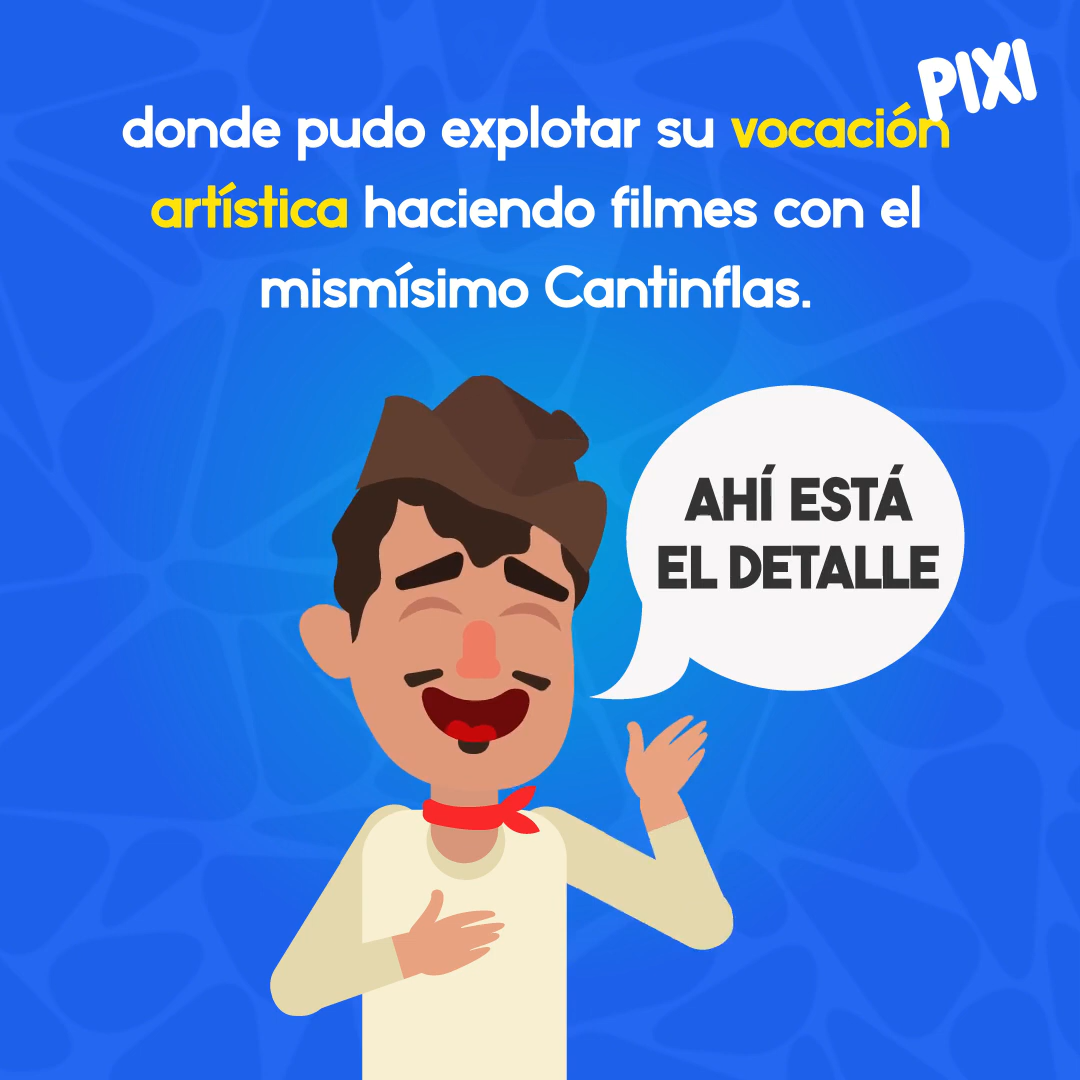 PIXI
donde pudo explotar su vocación
artística haciendo filmes con el
mismísimo Cantinflas.
AHÍ ESTÁ
EL DETALLE